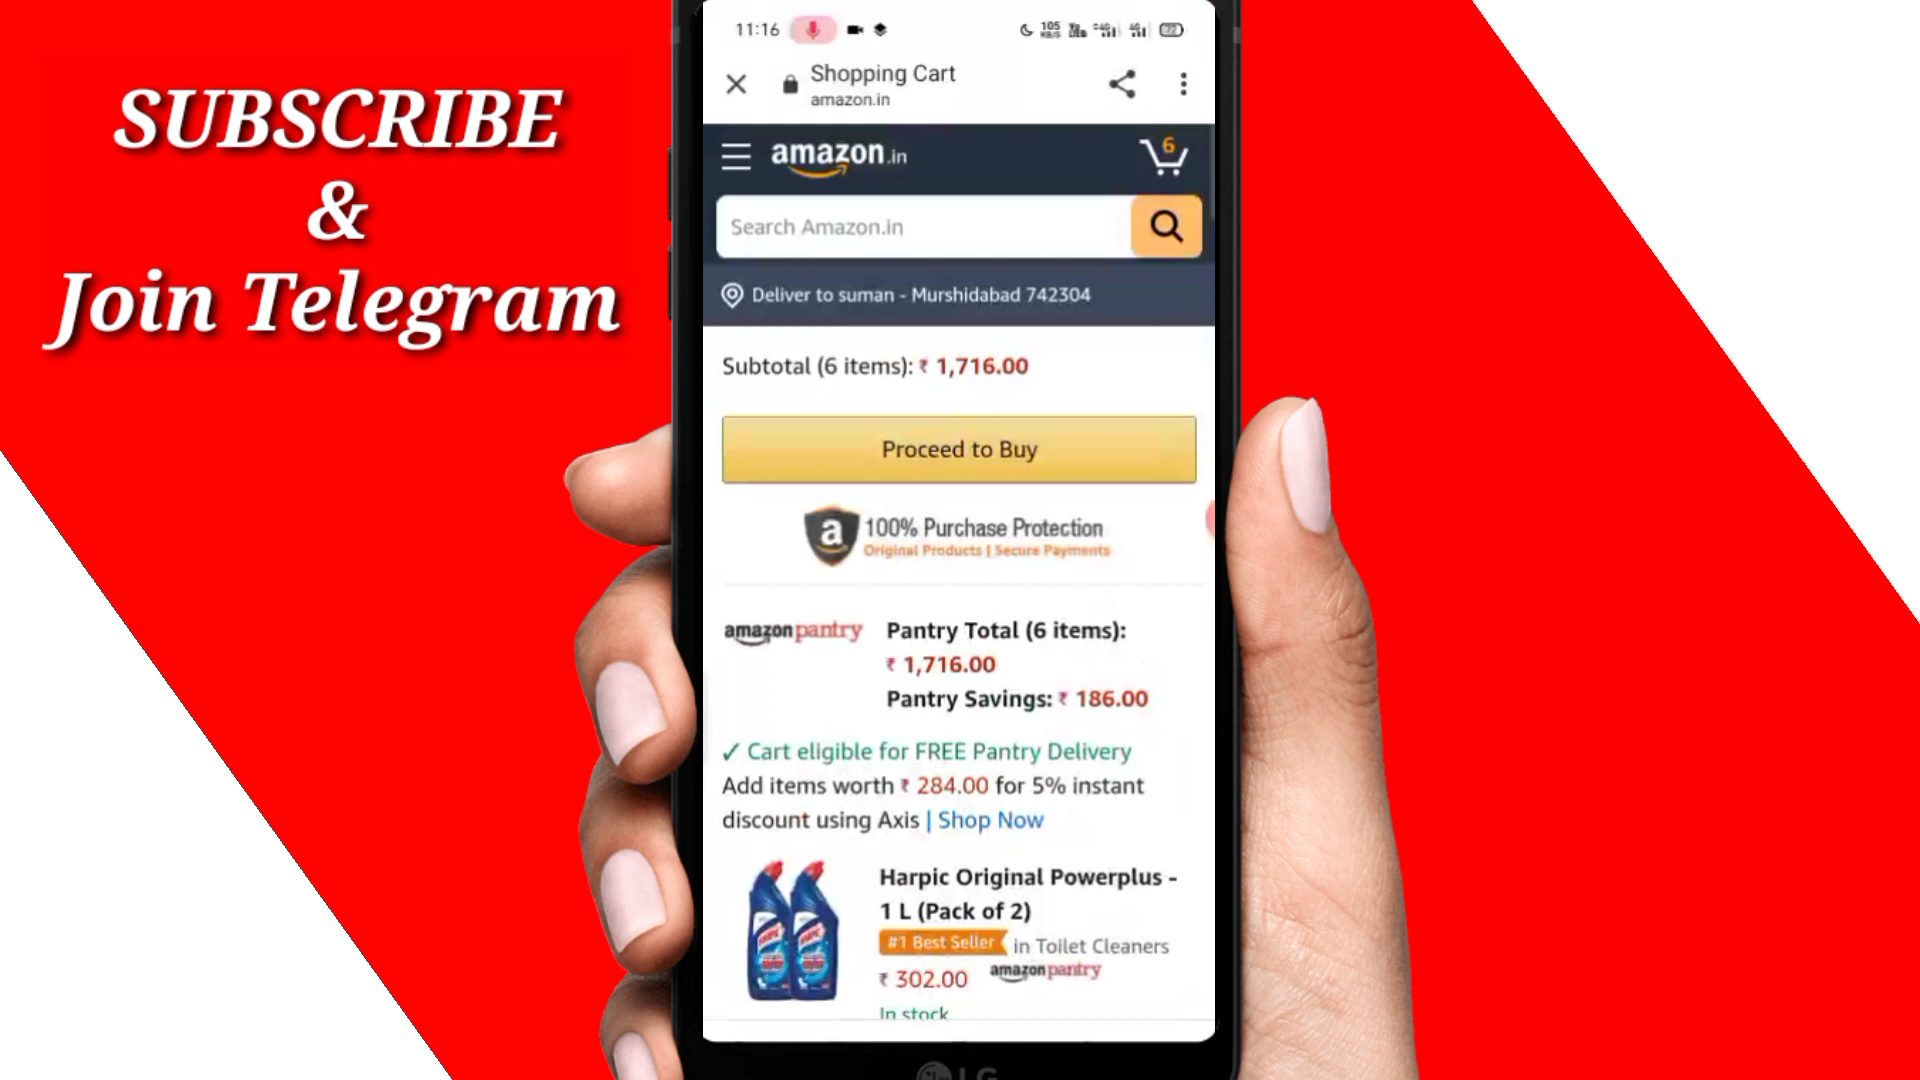 SUBSCRIBE
&
Join Telegram
11:16
105
KB/S
72
Shopping Cart
amazon.in
amazon.in
6
Search Amazon.in
Deliver to suman - Murshidabad 742304
Subtotal (6 items): ₹ 1,716.00
Proceed to Buy
a 100% Purchase Protection
Original Products | Secure Payments
amazon pantry
Pantry Total (6 items):
₹ 1,716.00
Pantry Savings: ₹ 186.00
✓ Cart eligible for FREE Pantry Delivery
Add items worth ₹ 284.00 for 5% instant
discount using Axis | Shop Now
Harpic Original Powerplus -
1 L (Pack of 2)
#1 Best Seller in Toilet Cleaners
₹ 302.00 amazon pantry
In stock
LG